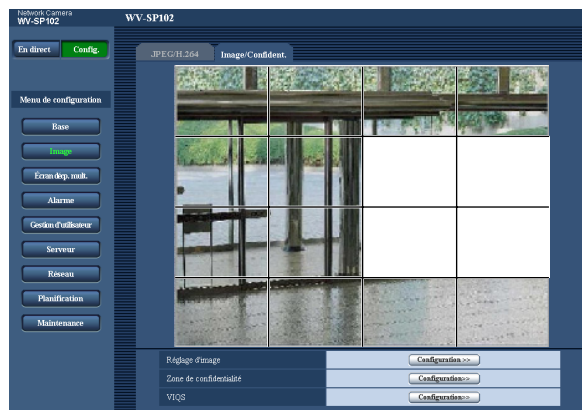 Network Camera
WV-SP102
WV-SP102
En direct
Config.
JPEG/H.264
Image/Confident.
Menu de configuration
Base
Image
Écran dép. mult.
Alarme
Gestion d'utilisateur
Serveur
Réseau
Planification
Maintenance
Réglage d'image
Configuration >>
Zone de confidentialité
Configuration>>
VIQS
Configuration>>